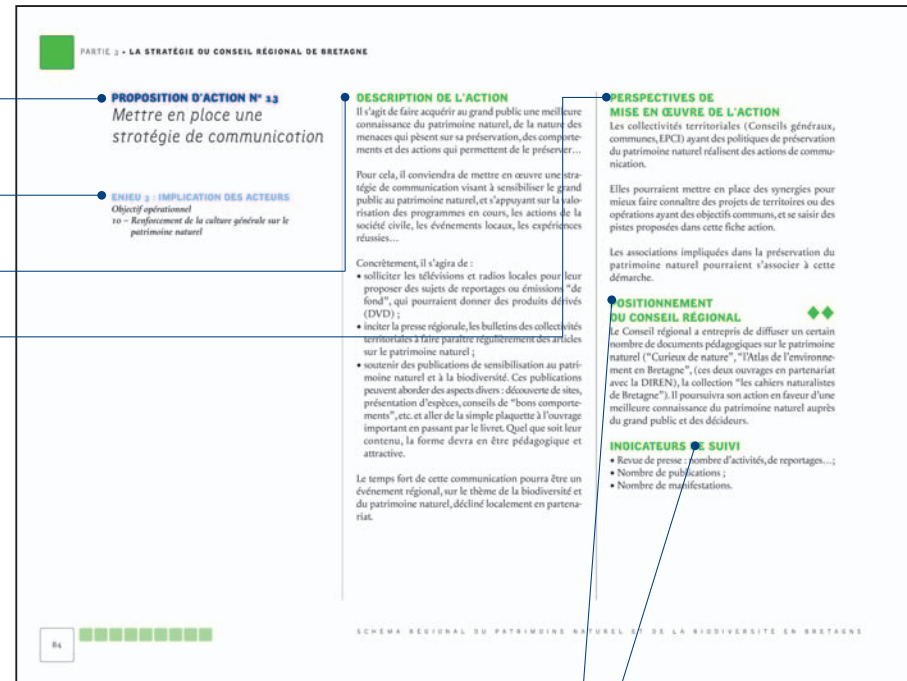 PARTIE 3 • LA STRATÉGIE DU CONSEIL RÉGIONAL DE BRETAGNE
PROPOSITION D'ACTION N° 13
Mettre en place une
stratégie de communication
ENJEU 3 : IMPLICATION DES ACTEURS
Objectif opérationnel
10 – Renforcement de la culture générale sur le
patrimoine naturel
DESCRIPTION DE L'ACTION
Il s'agit de faire acquérir au grand public une meilleure
connaissance du patrimoine naturel, de la nature des
menaces qui pèsent sur sa préservation, des comporte-
ments et des actions qui permettent de le préserver…
Pour cela, il conviendra de mettre en œuvre une stra-
tégie de communication visant à sensibiliser le grand
public au patrimoine naturel, et s'appuyant sur la valo-
risation des programmes en cours, les actions de la
société civile, les événements locaux, les expériences
réussies…
Concrètement, il s'agira de :
• solliciter les télévisions et radios locales pour leur
proposer des sujets de reportages ou émissions "de
fond", qui pourraient donner des produits dérivés
(DVD) ;
• inciter la presse régionale, les bulletins des collectivités
territoriales à faire paraître régulièrement des articles
sur le patrimoine naturel ;
• soutenir des publications de sensibilisation au patri-
moine naturel et à la biodiversité. Ces publications
peuvent aborder des aspects divers : découverte de sites,
présentation d'espèces, conseils de "bons comporte-
ments", etc. et aller de la simple plaquette à l'ouvrage
important en passant par le livret. Quel que soit leur
contenu, la forme devra en être pédagogique et
attractive.
Le temps fort de cette communication pourra être un
événement régional, sur le thème de la biodiversité et
du patrimoine naturel, décliné localement en partena-
riat.
PERSPECTIVES DE
MISE EN ŒUVRE DE L'ACTION
Les collectivités territoriales (Conseils généraux,
communes, EPCI) ayant des politiques de préservation
du patrimoine naturel réalisent des actions de commu-
nication.
Elles pourraient mettre en place des synergies pour
mieux faire connaître des projets de territoires ou des
opérations ayant des objectifs communs, et se saisir des
pistes proposées dans cette fiche action.
Les associations impliquées dans la préservation du
patrimoine naturel pourraient s'associer à cette
démarche.
POSITIONNEMENT
DU CONSEIL RÉGIONAL
Le Conseil régional a entrepris de diffuser un certain
nombre de documents pédagogiques sur le patrimoine
naturel ("Curieux de nature", "l'Atlas de l'environne-
ment en Bretagne", (ces deux ouvrages en partenariat
avec la DIREN), la collection "les cahiers naturalistes
de Bretagne"). Il poursuivra son action en faveur d'une
meilleure connaissance du patrimoine naturel auprès
du grand public et des décideurs.
INDICATEURS DE SUIVI
• Revue de presse : nombre d'activités, de reportages…;
• Nombre de publications ;
• Nombre de manifestations.
84
SCHÉMA RÉGIONAL DU PATRIMOINE NATUREL ET DE LA BIODIVERSITÉ EN BRETAGNE